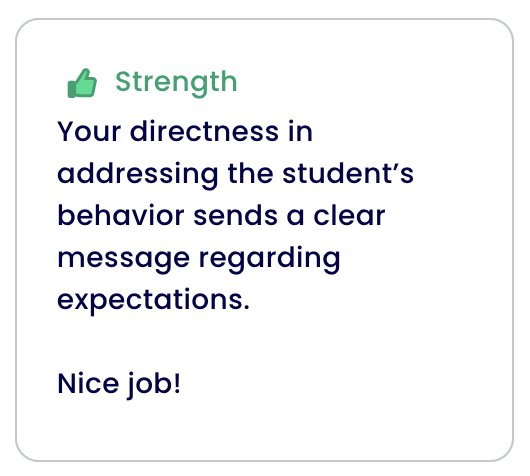 Strength
Your directness in
addressing the student’s
behavior sends a clear
message regarding
expectations.
Nice job!